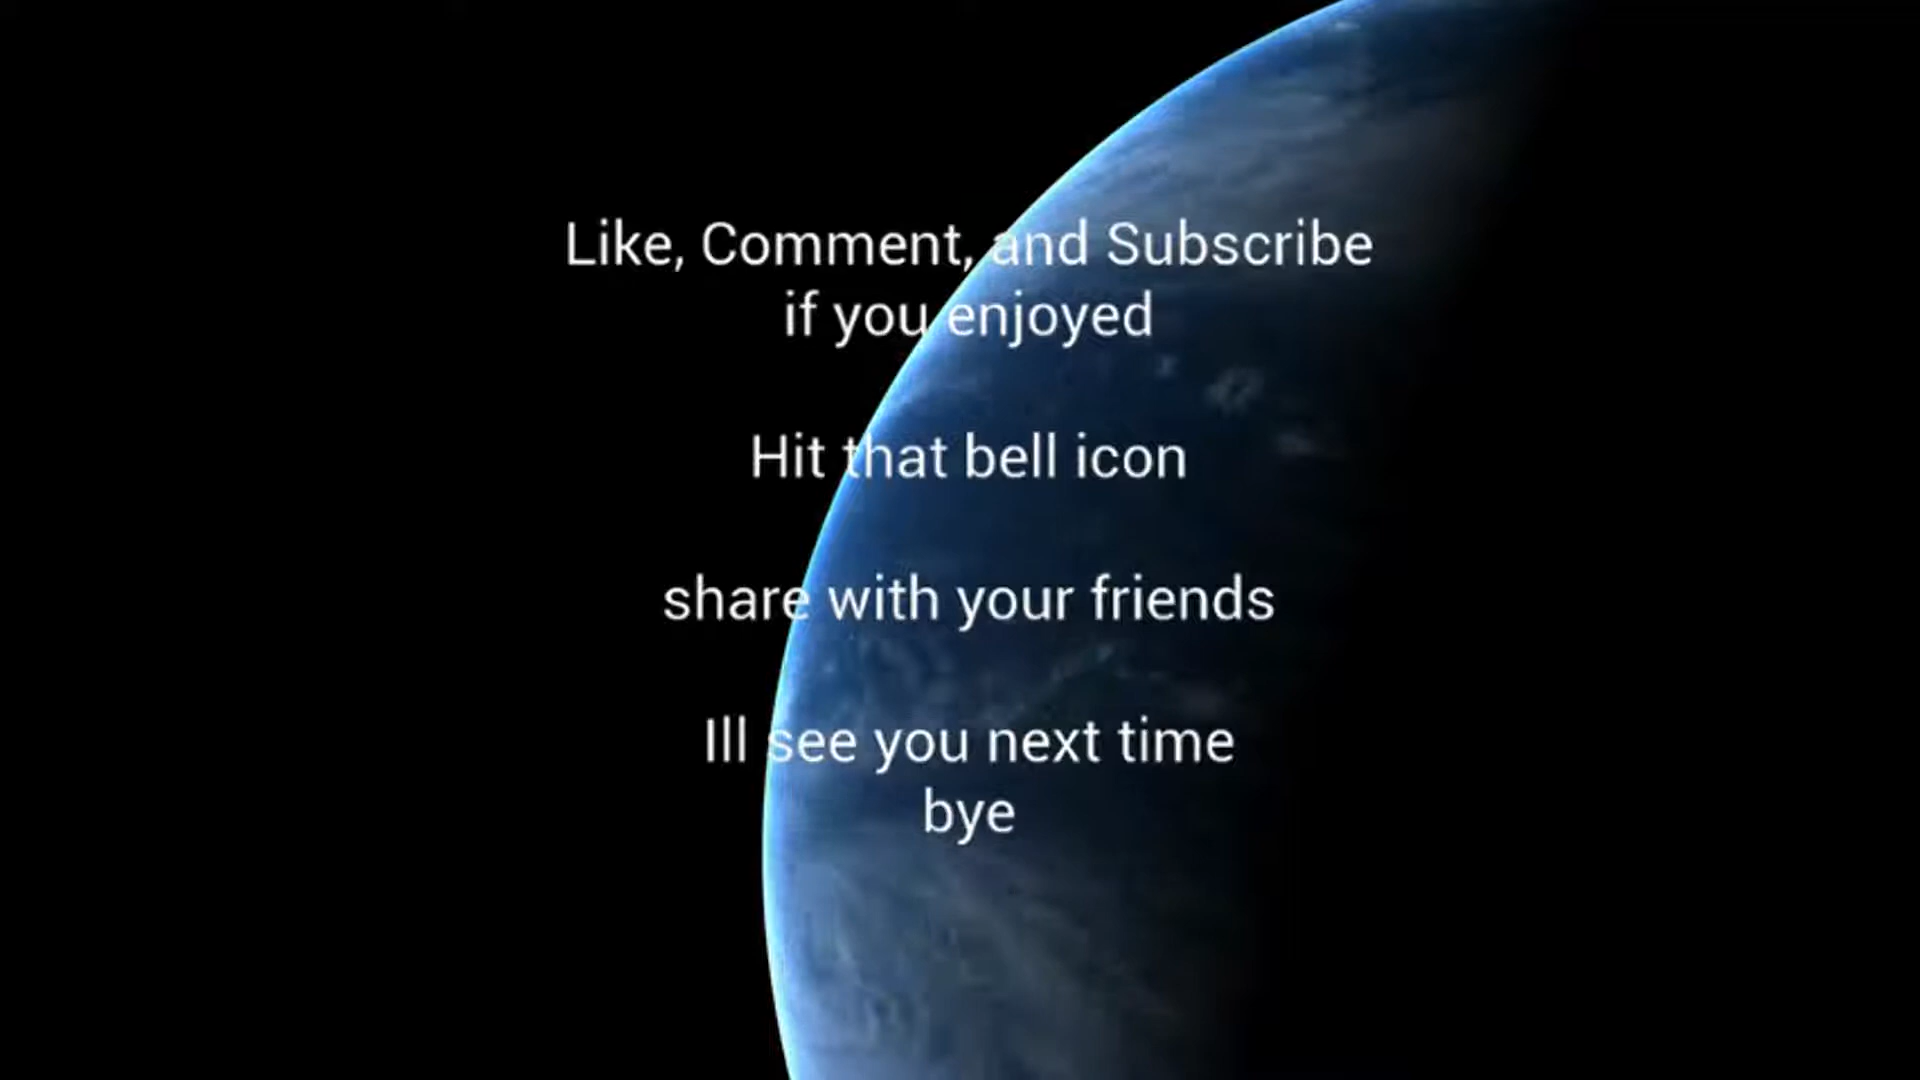 Like, Comment, and Subscribe
if you enjoyed
Hit that bell icon
share with your friends
Ill see you next time
bye